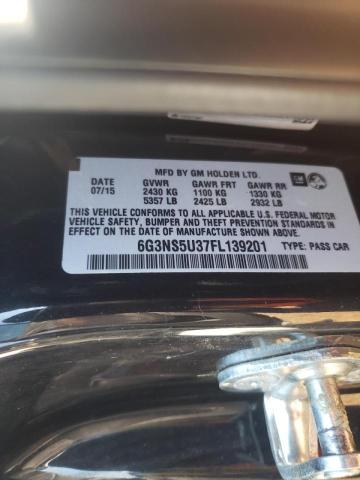 MFD BY GM HOLDEN LTD.
DATE GVWR GAWR FRT GAWR RR
07/15 2430 KG 1100 KG 1330 KG
5357 LB 2425 LB 2932 LB
THIS VEHICLE CONFORMS TO ALL APPLICABLE U.S. FEDERAL MOTOR
VEHICLE SAFETY, BUMPER, AND THEFT PREVENTION STANDARDS IN
EFFECT ON THE DATE OF MANUFACTURE SHOWN ABOVE.
6G3NS5U37FL139201 TYPE: PASS CAR